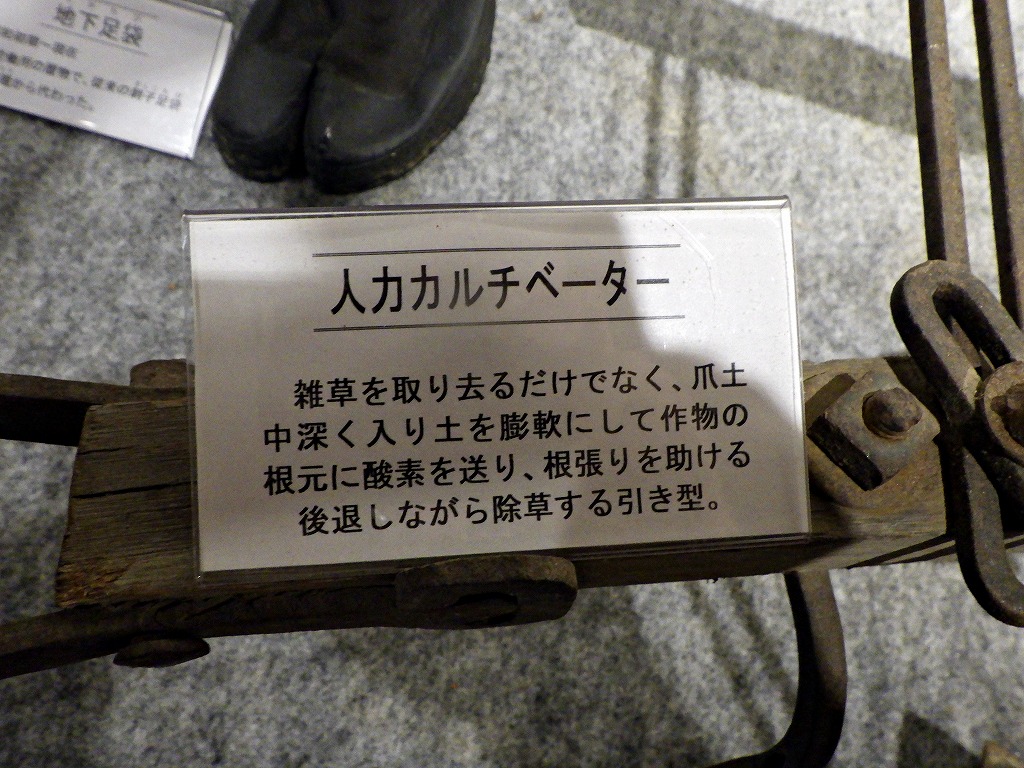 地下足袋
人力カルチベーター
雑草を取り去るだけでなく、爪土
中深く入り土を膨軟にして作物の
根元に酸素を送り、根張りを助ける
後退しながら除草する引き型。